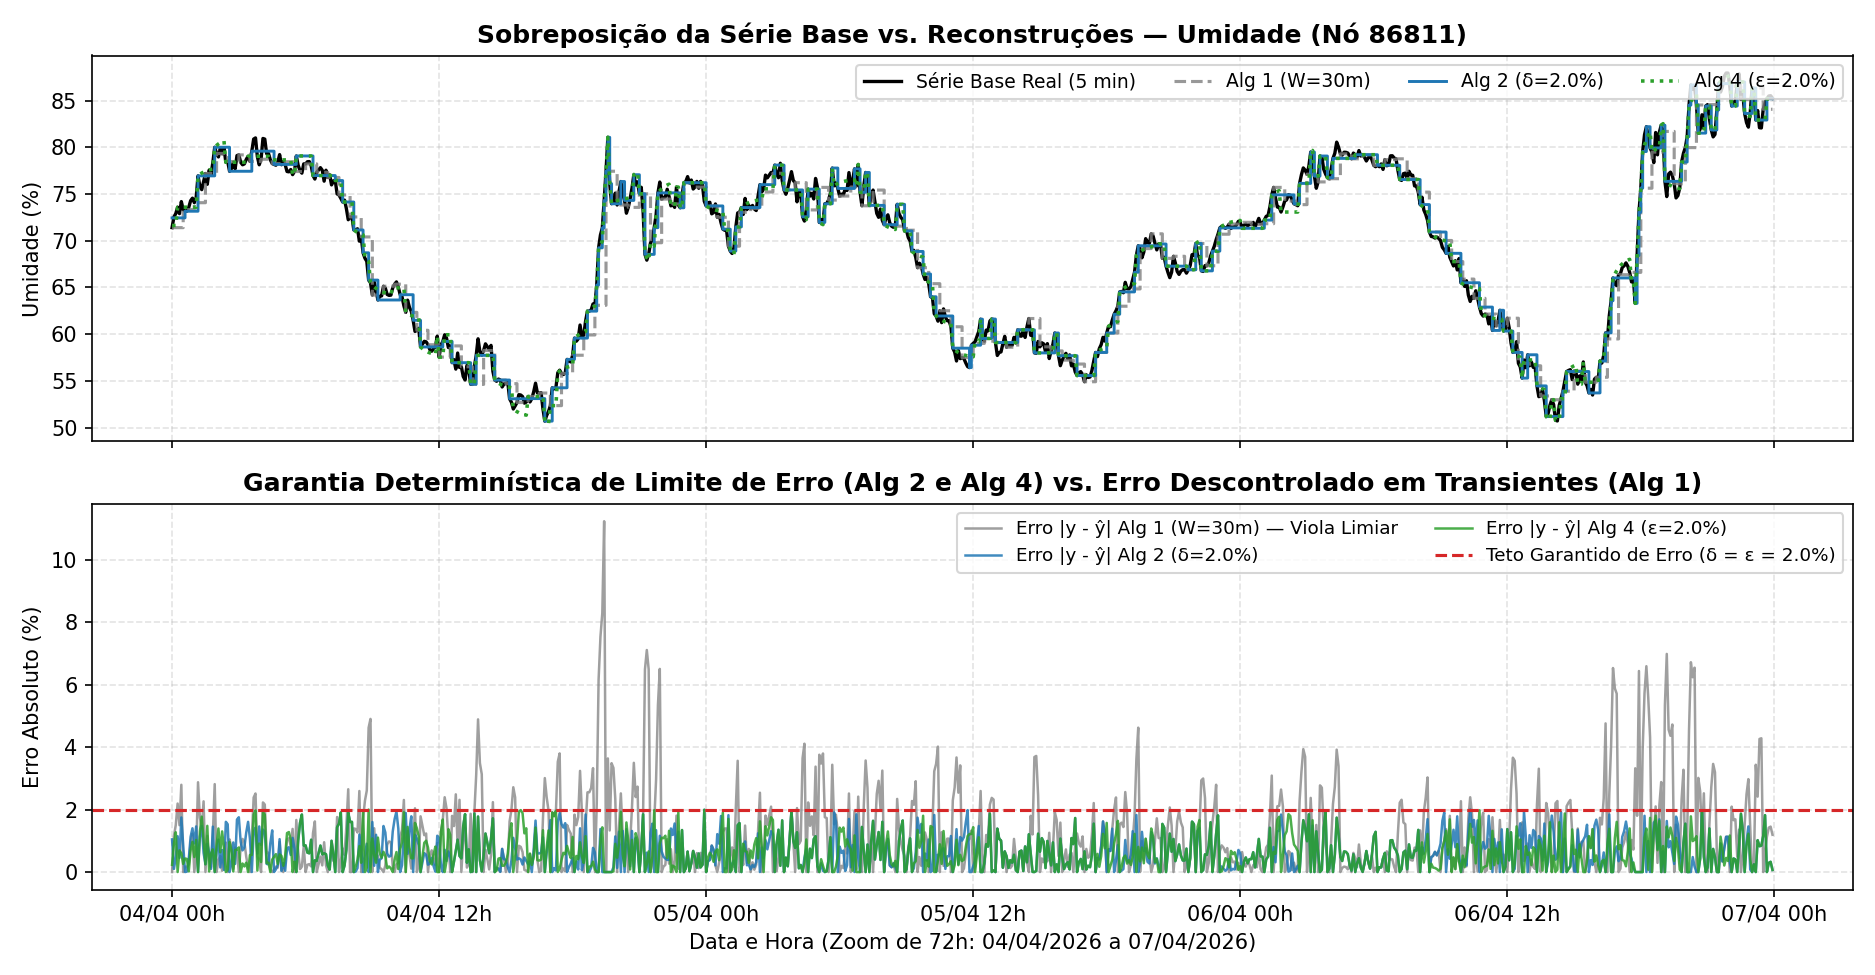 Sobreposição da Série Base vs. Reconstruções — Umidade (Nó 86811)
Série Base Real (5 min) Alg 1 (W=30m) Alg 2 (δ=2.0%) Alg 4 (ε=2.0%)
Umidade (%)
85
80
75
70
65
60
55
50
Garantia Determinística de Limite de Erro (Alg 2 e Alg 4) vs. Erro Descontrolado em Transientes (Alg 1)
Erro |y - ŷ| Alg 1 (W=30m) — Viola Limiar
Erro |y - ŷ| Alg 2 (δ=2.0%)
Erro |y - ŷ| Alg 4 (ε=2.0%)
Teto Garantido de Erro (δ = ε = 2.0%)
Erro Absoluto (%)
10
8
6
4
2
0
04/04 00h 04/04 12h 05/04 00h 05/04 12h 06/04 00h 06/04 12h 07/04 00h
Data e Hora (Zoom de 72h: 04/04/2026 a 07/04/2026)